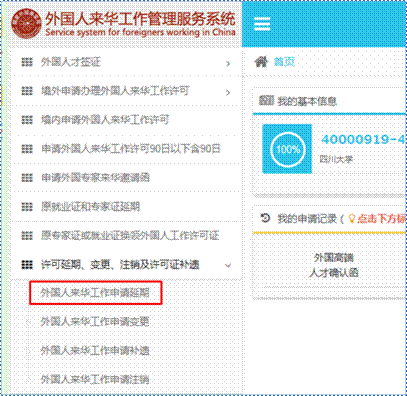 外国人来华工作管理服务系统
Service system for foreigners working in China
外国人才签证
境外申请办理外国人来华工作许可
境内申请外国人来华工作许可
申请外国人来华工作许可90日以下含90日
申请外国专家来华邀请函
原就业证和专家证延期
原专家证或就业证换领外国人工作许可证
许可延期、变更、注销及许可证补遗
外国人来华工作申请延期
外国人来华工作申请变更
外国人来华工作申请补遗
外国人来华工作申请注销
首页
我的基本信息
100%
40000919-4
四川大学
我的申请记录（点击下方标
外国高端
人才确认函